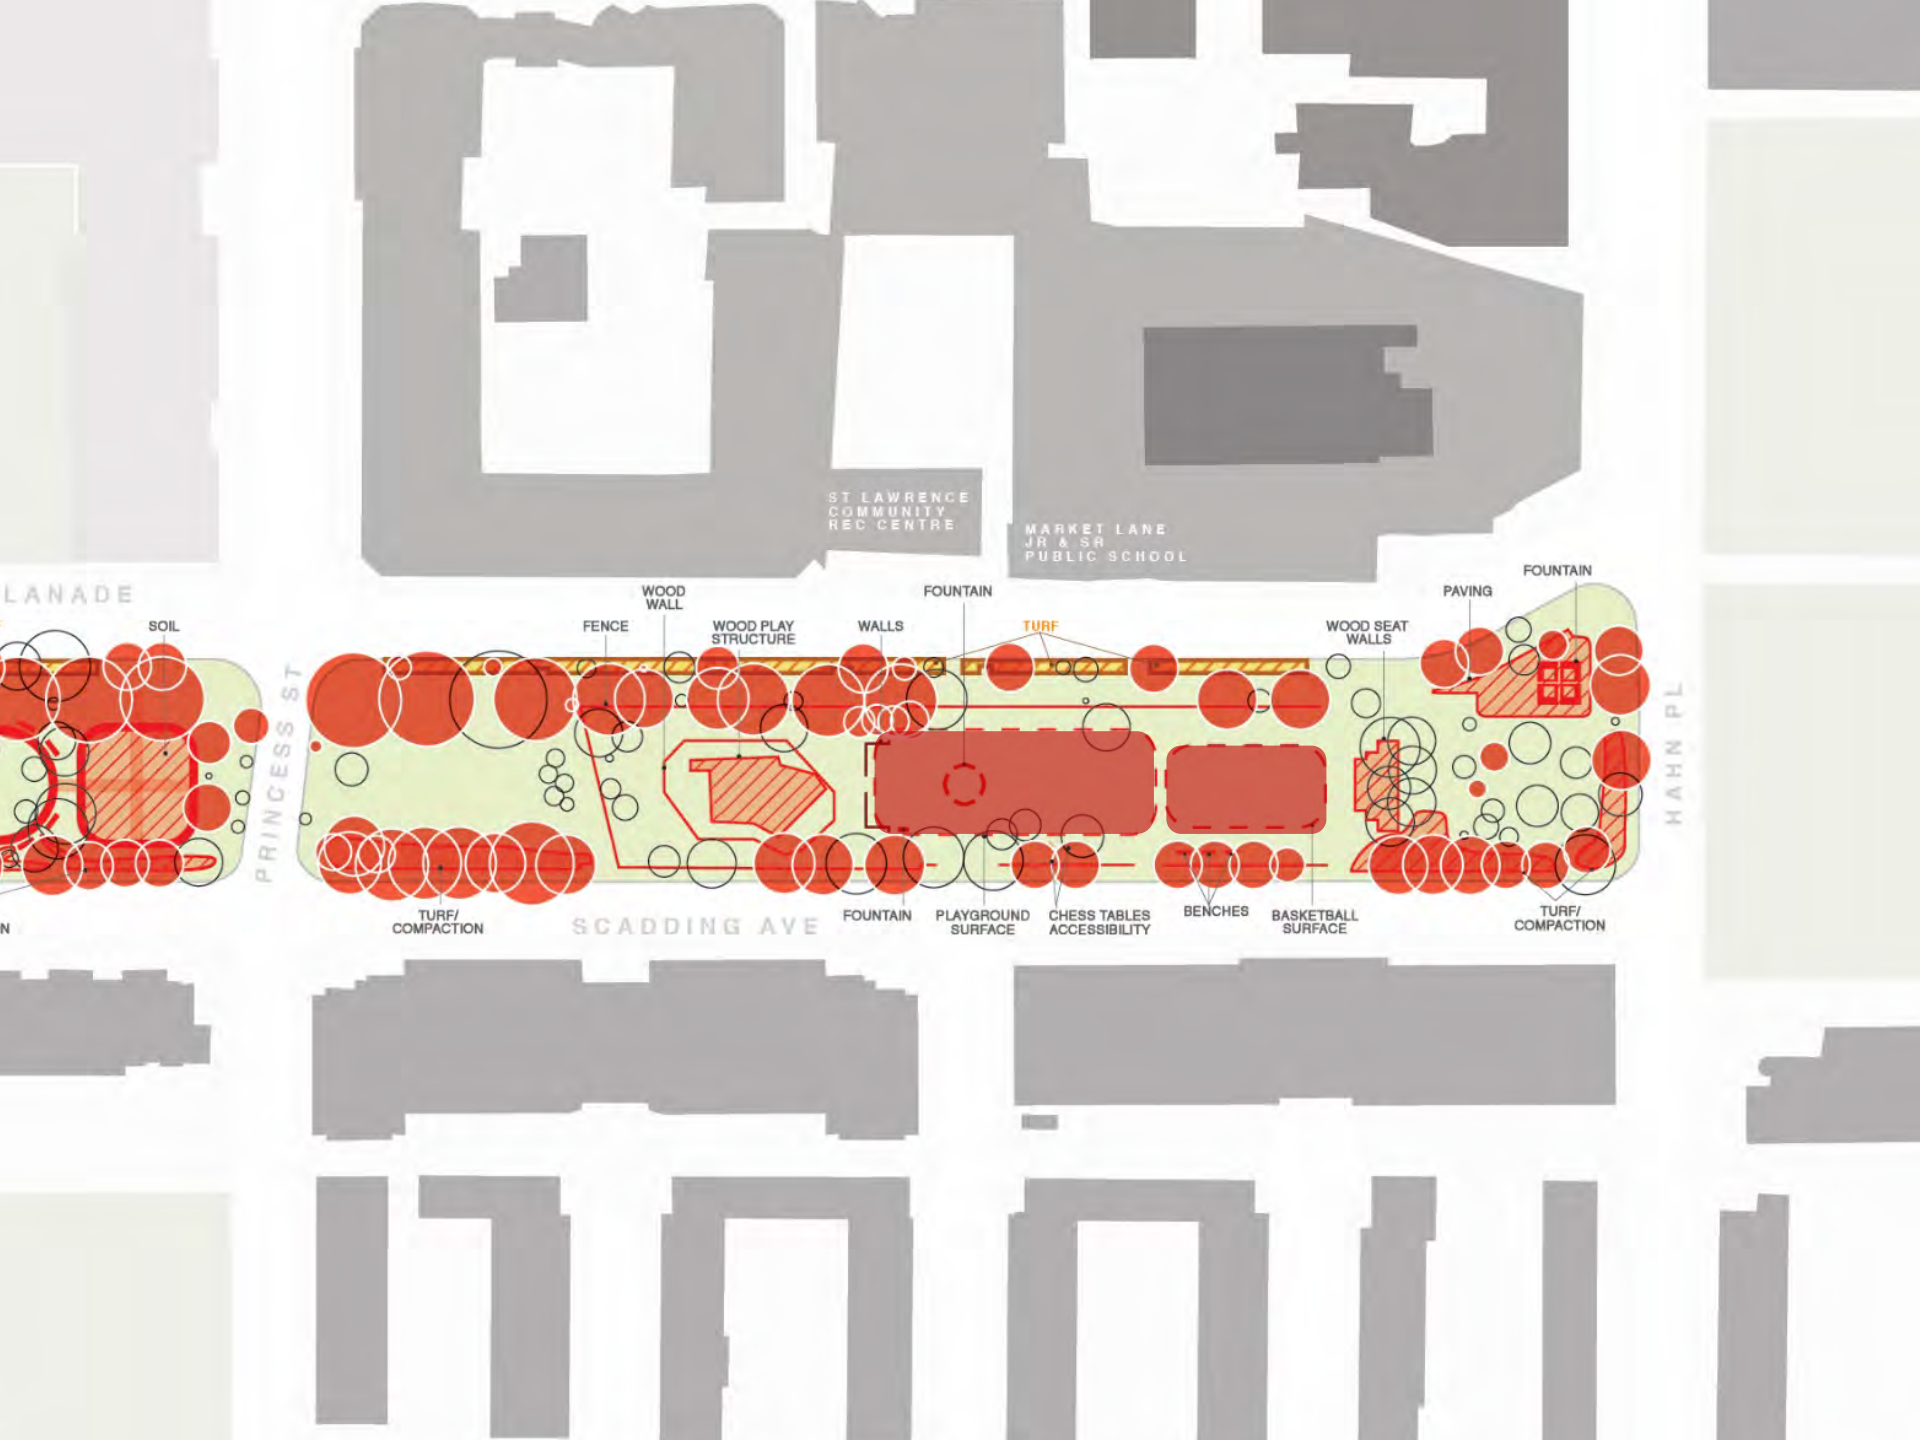 ST LAWRENCE
COMMUNITY
REC CENTRE
MARKET LANE
JR & SR
PUBLIC SCHOOL
LANADE
SOIL
PRINCESS ST
FENCE
WOOD
WALL
WOOD PLAY
STRUCTURE
WALLS
FOUNTAIN
TURF
WOOD SEAT
WALLS
PAVING
FOUNTAIN
HAHN PL
N
TURF/
COMPACTION
SCADDING AVE
FOUNTAIN
PLAYGROUND
SURFACE
CHESS TABLES
ACCESSIBILITY
BENCHES
BASKETBALL
SURFACE
TURF/
COMPACTION